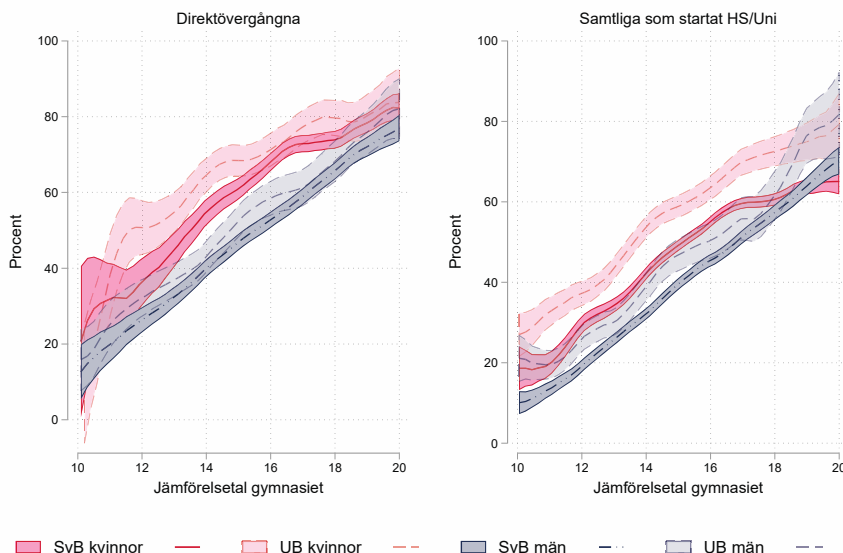 Direktövergångna
100
80
60
40
20
0
Procent
10 12 14 16 18 20
Jämförelsetal gymnasiet
Samtliga som startat HS/Uni
100
80
60
40
20
0
Procent
10 12 14 16 18 20
Jämförelsetal gymnasiet
SvB kvinnor UB kvinnor SvB män UB män